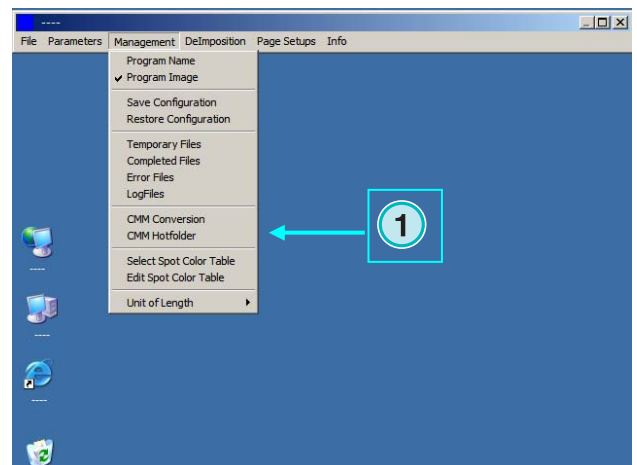 ----
File Parameters Management DeImposition Page Setups Info
Program Name
Program Image
Save Configuration
Restore Configuration
Temporary Files
Completed Files
Error Files
LogFiles
CMM Conversion
CMM Hotfolder
1
Select Spot Color Table
Edit Spot Color Table
Unit of Length
----
----
----